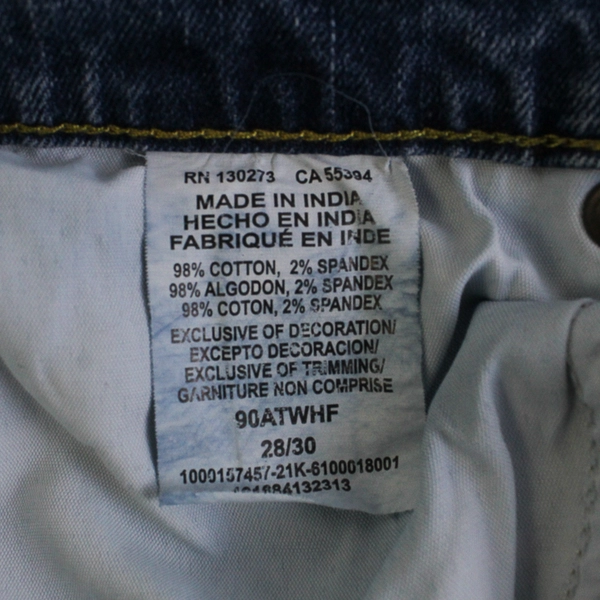 RN 130273 CA 55394
MADE IN INDIA
HECHO EN INDIA
FABRIQUÉ EN INDE
98% COTTON, 2% SPANDEX
98% ALGODON, 2% SPANDEX
98% COTON, 2% SPANDEX
EXCLUSIVE OF DECORATION/
EXCEPTO DECORACION/
EXCLUSIVE OF TRIMMING/
GARNITURE NON COMPRISE
90ATWHF
28/30
1000157457-21K-6100018001